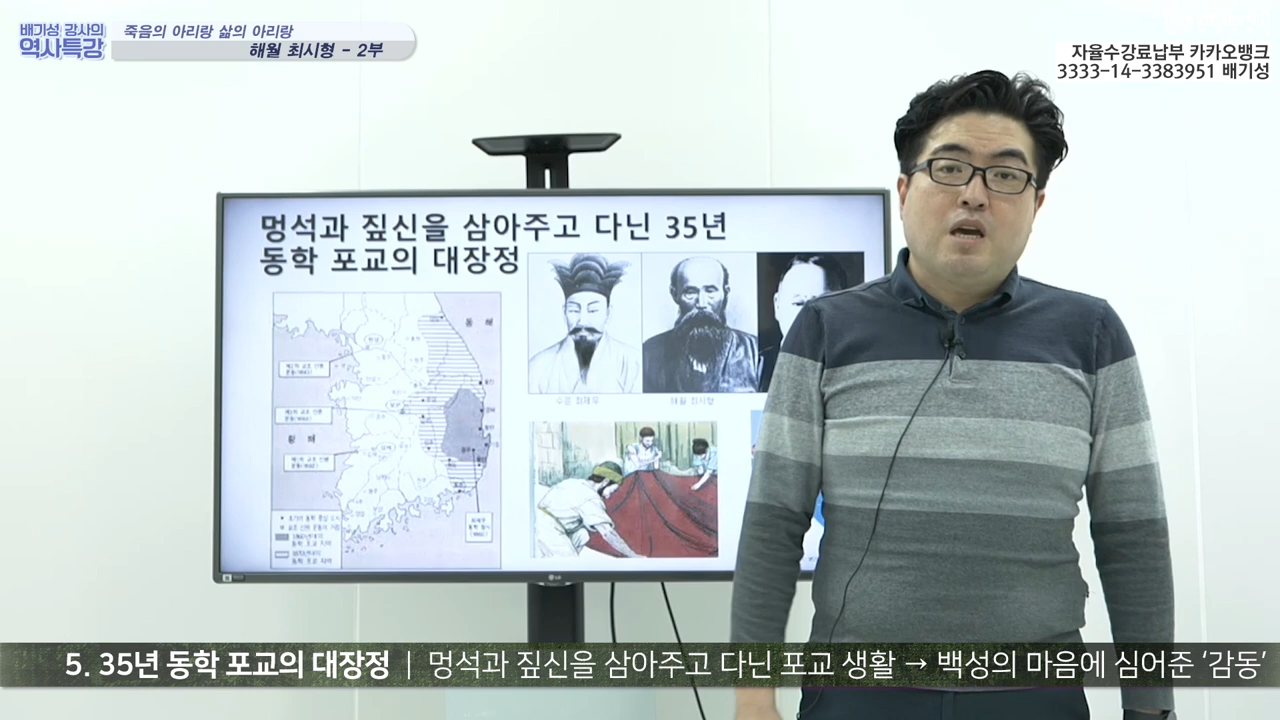 배기성 강사의
역사특강
죽음의 아리랑 삶의 아리랑
해월 최시형 - 2부
자율수강료납부 카카오뱅크
3333-14-3383951 배기성
멍석과 짚신을 삼아주고 다닌 35년
동학 포교의 대장정
동 해
황 해
수운 최제우
해월 최시형
LG
5. 35년 동학 포교의 대장정 | 멍석과 짚신을 삼아주고 다닌 포교 생활 → 백성의 마음에 심어준 ‘감동’